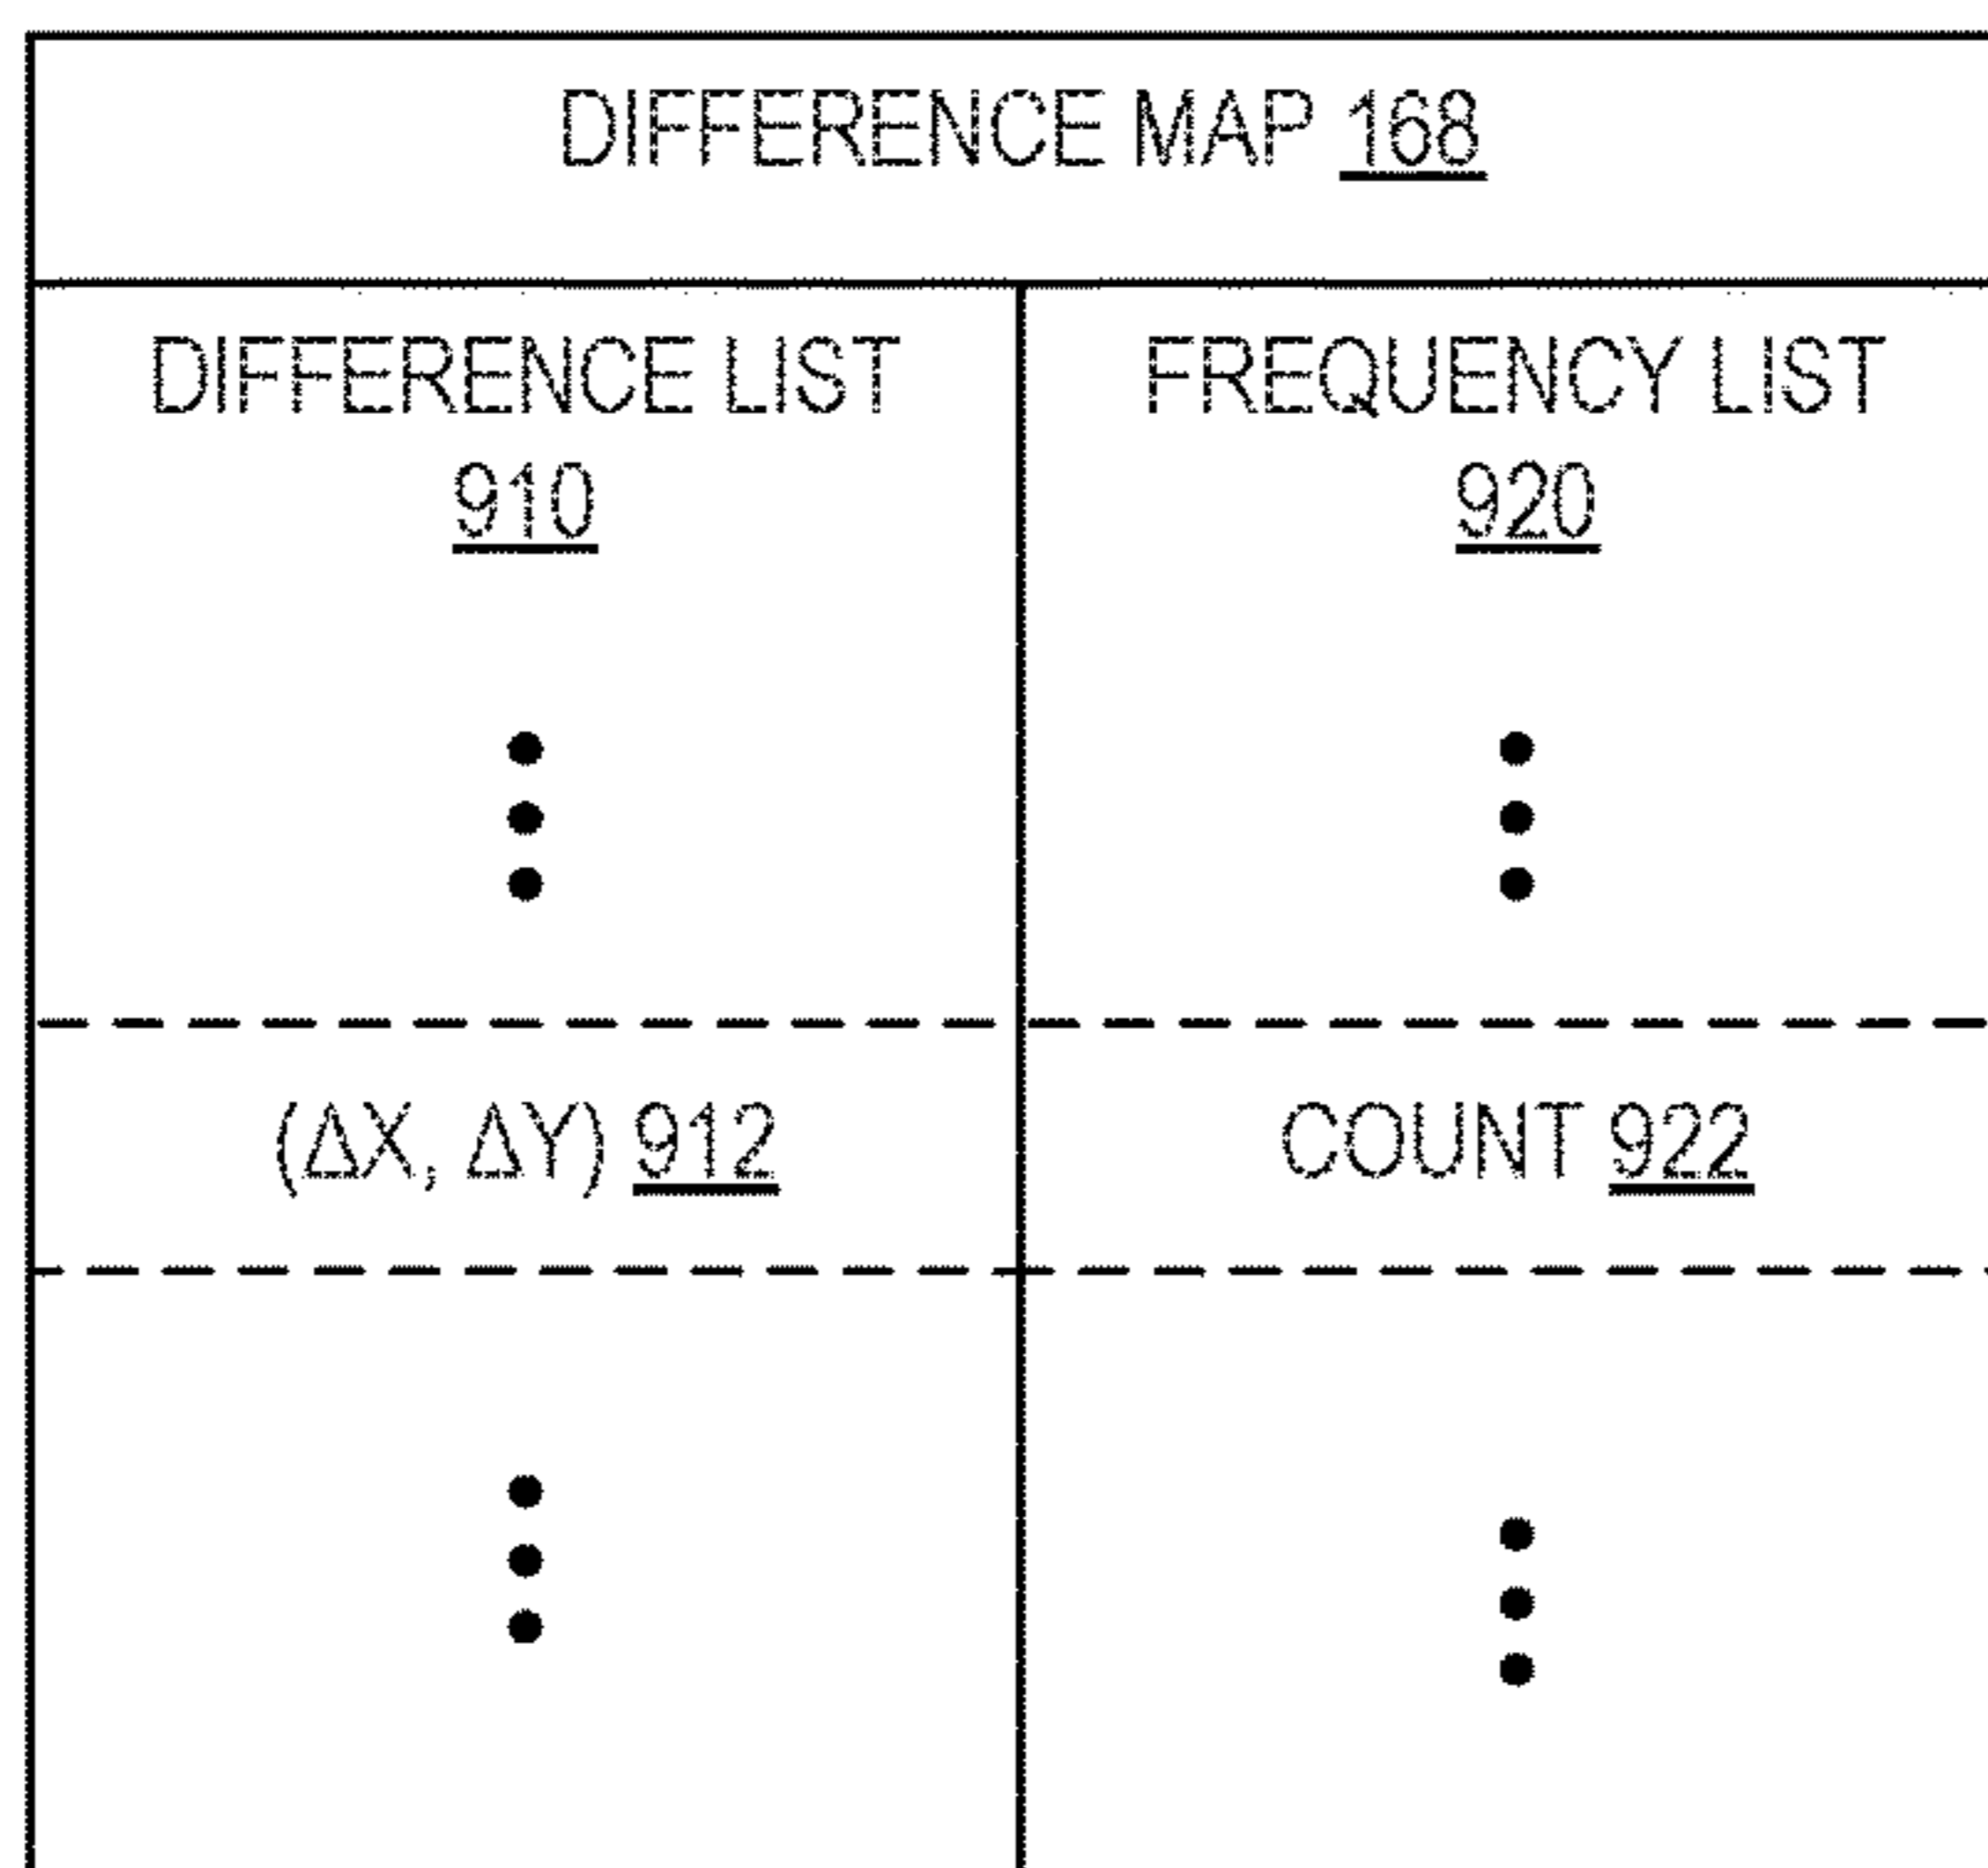 DIFFERENCE MAP 168
DIFFERENCE LIST
910
FREQUENCY LIST
920
(ΔX, ΔY) 912
COUNT 922